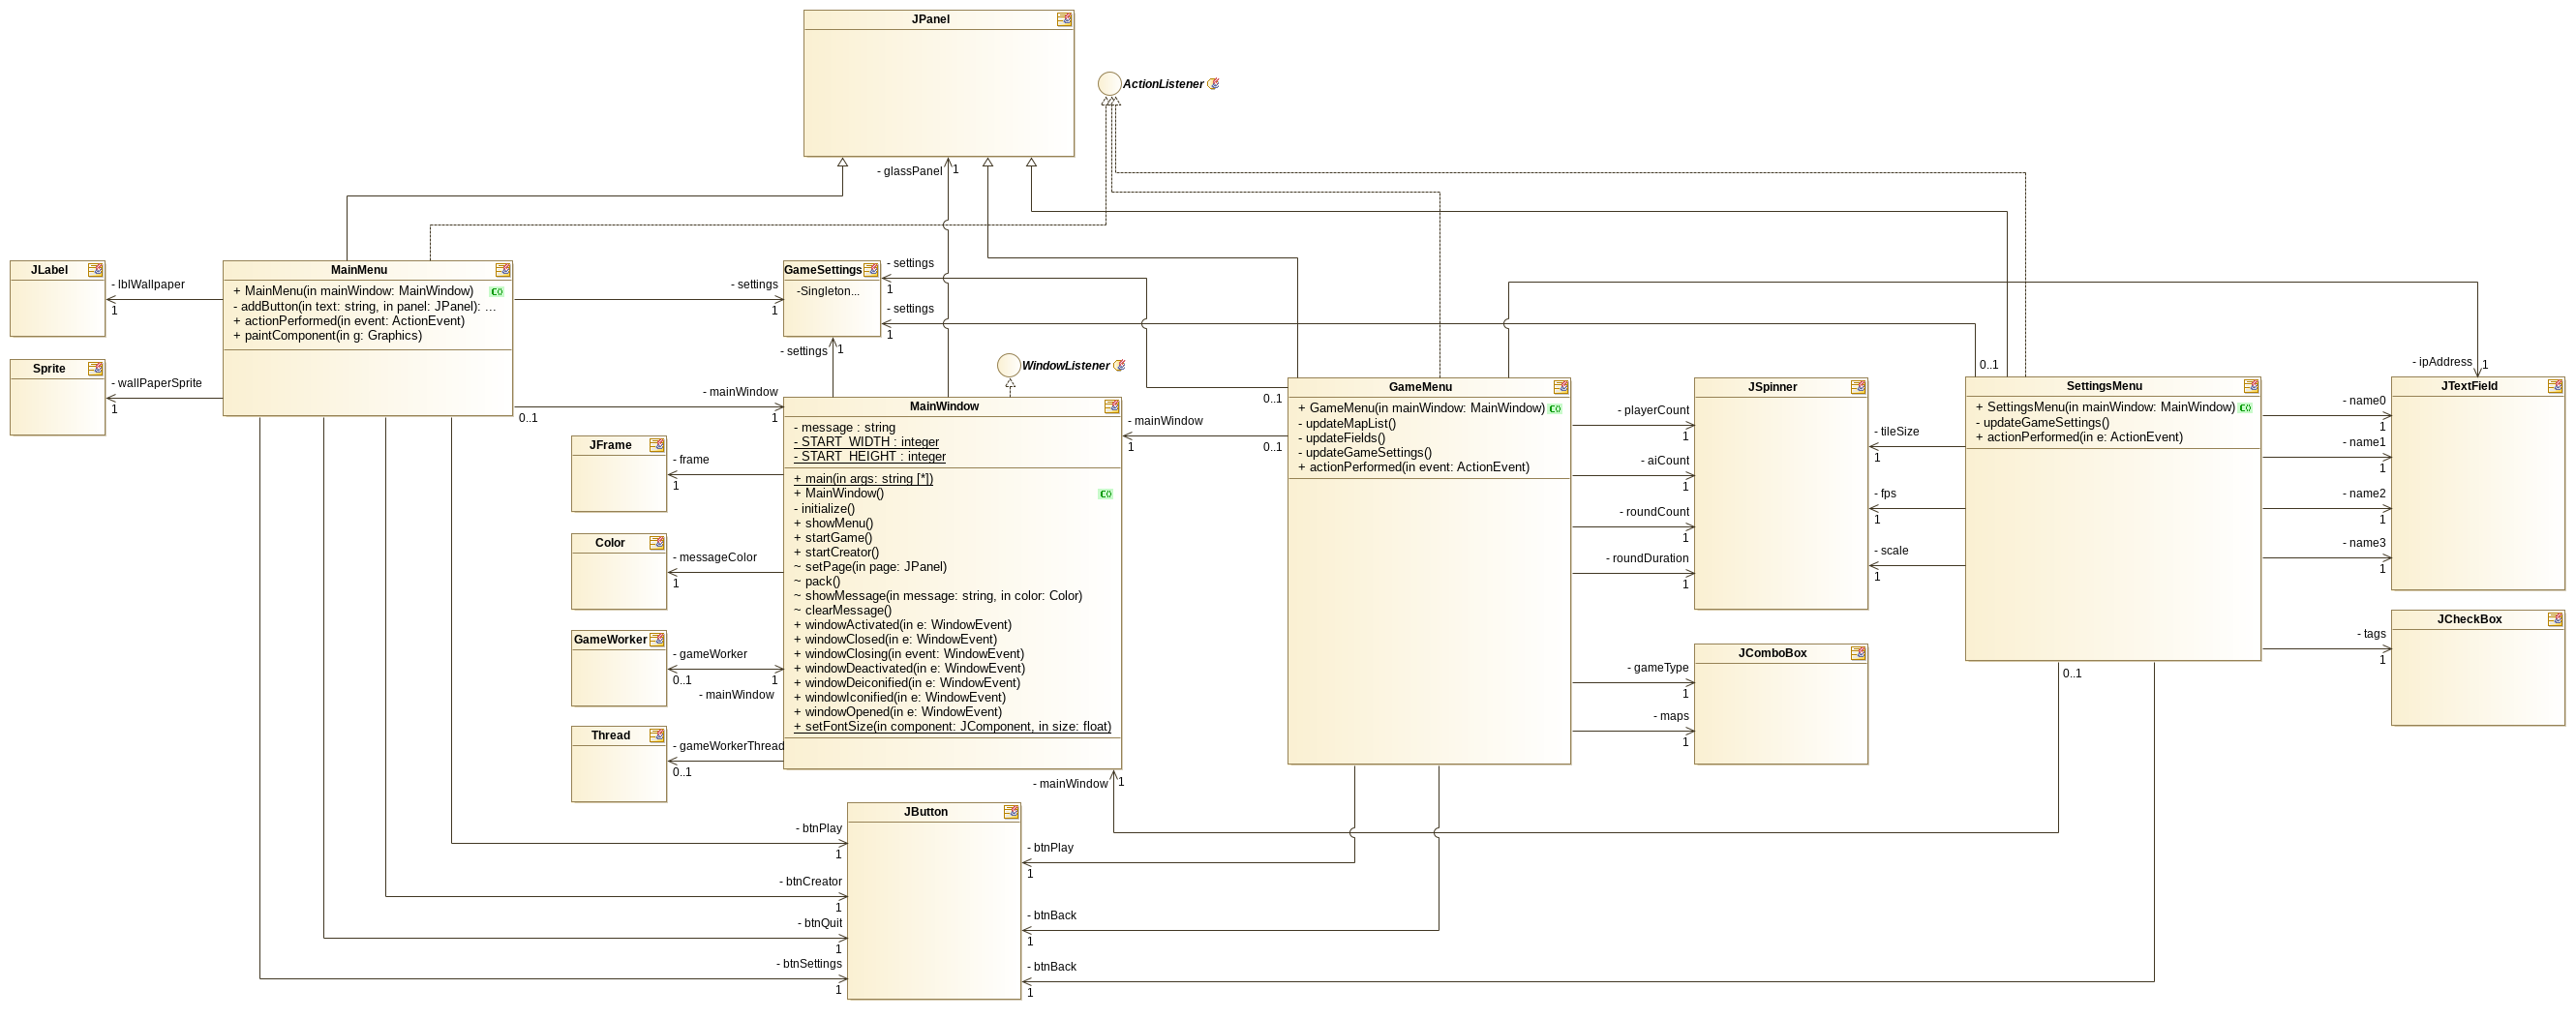 JPanel
ActionListener
- glassPanel
1
JLabel
- lblWallpaper
1
MainMenu
+ MainMenu(in mainWindow: MainWindow)
- addButton(in text: string, in panel: JPanel): ...
+ actionPerformed(in event: ActionEvent)
+ paintComponent(in g: Graphics)
- settings
1
GameSettings
-Singleton...
- settings
1
- settings
1
- settings
1
Sprite
- wallPaperSprite
1
- mainWindow
0..1
1
WindowListener
MainWindow
- message : string
- START_WIDTH : integer
- START_HEIGHT : integer
+ main(in args: string [*])
+ MainWindow()
- initialize()
+ showMenu()
+ startGame()
+ startCreator()
~ setPage(in page: JPanel)
~ pack()
~ showMessage(in message: string, in color: Color)
~ clearMessage()
+ windowActivated(in e: WindowEvent)
+ windowClosed(in e: WindowEvent)
+ windowClosing(in event: WindowEvent)
+ windowDeactivated(in e: WindowEvent)
+ windowDeiconified(in e: WindowEvent)
+ windowIconified(in e: WindowEvent)
+ windowOpened(in e: WindowEvent)
+ setFontSize(in component: JComponent, in size: float)
JFrame
- frame
1
Color
- messageColor
1
GameWorker
- gameWorker
0..1
1
- mainWindow
Thread
- gameWorkerThread
0..1
0..1
- mainWindow
1
0..1
GameMenu
+ GameMenu(in mainWindow: MainWindow)
- updateMapList()
- updateFields()
- updateGameSettings()
+ actionPerformed(in event: ActionEvent)
- playerCount
1
- aiCount
1
- roundCount
1
- roundDuration
1
JSpinner
- gameType
1
- maps
1
JComboBox
- tileSize
1
- fps
1
- scale
1
0..1
SettingsMenu
+ SettingsMenu(in mainWindow: MainWindow)
- updateGameSettings()
+ actionPerformed(in e: ActionEvent)
0..1
- ipAddress
1
JTextField
- name0
1
- name1
1
- name2
1
- name3
1
- tags
1
JCheckBox
- mainWindow
1
JButton
- btnPlay
1
- btnCreator
1
- btnQuit
1
- btnSettings
1
- btnPlay
1
- btnBack
1
- btnBack
1